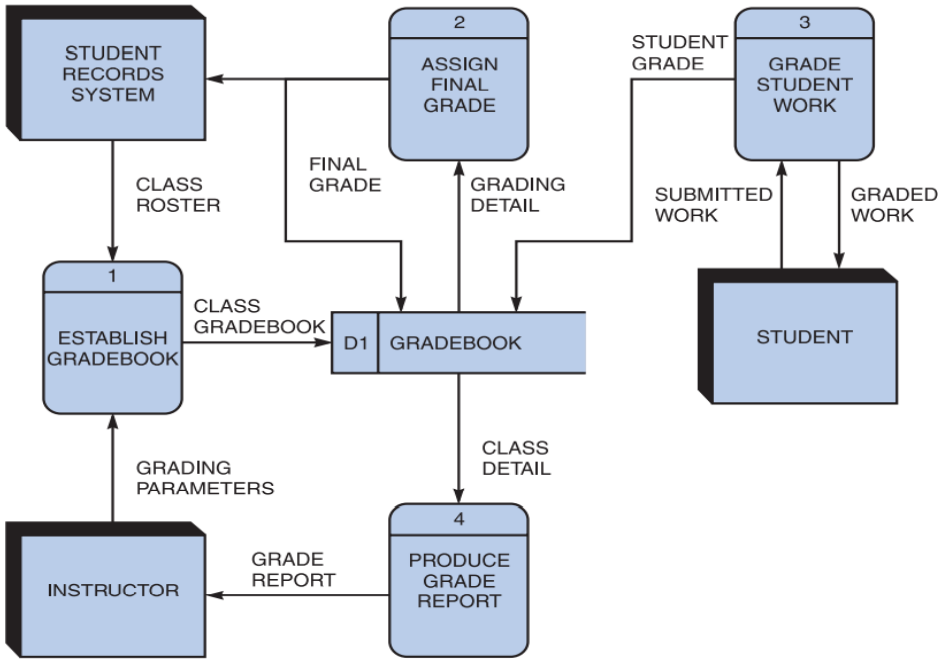 STUDENT
RECORDS
SYSTEM
2
ASSIGN
FINAL
GRADE
STUDENT
GRADE
3
GRADE
STUDENT
WORK
CLASS
ROSTER
FINAL
GRADE
GRADING
DETAIL
SUBMITTED
WORK
GRADED
WORK
1
ESTABLISH
GRADEBOOK
CLASS
GRADEBOOK
D1
GRADEBOOK
STUDENT
GRADING
PARAMETERS
CLASS
DETAIL
INSTRUCTOR
GRADE
REPORT
4
PRODUCE
GRADE
REPORT